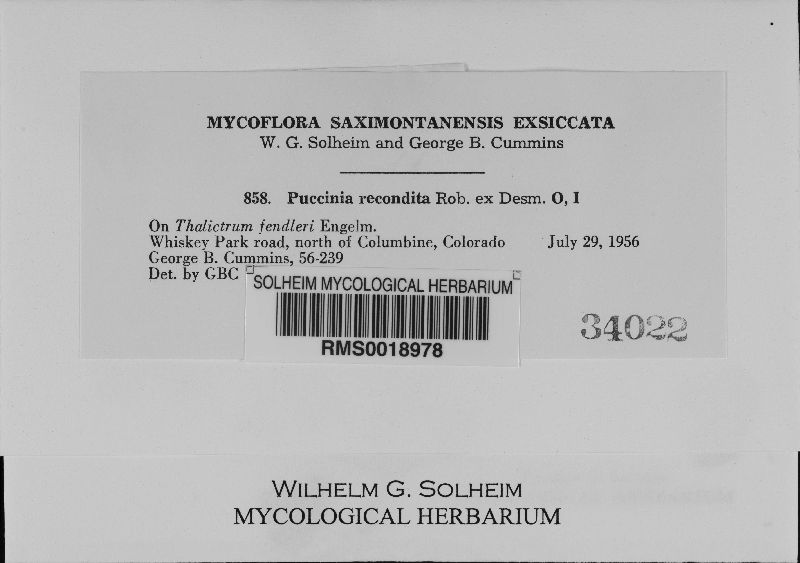 MYCOFLORA SAXIMONTANENSIS EXSICCATA
W. G. Solheim and George B. Cummins
858. Puccinia recondita Rob. ex Desm. O, I
On Thalictrum fendleri Engelm.
Whiskey Park road, north of Columbine, Colorado July 29, 1956
George B. Cummins, 56-239
Det. by GBC
SOLHEIM MYCOLOGICAL HERBARIUM
RMS0018978
34022
WILHELM G. SOLHEIM
MYCOLOGICAL HERBARIUM